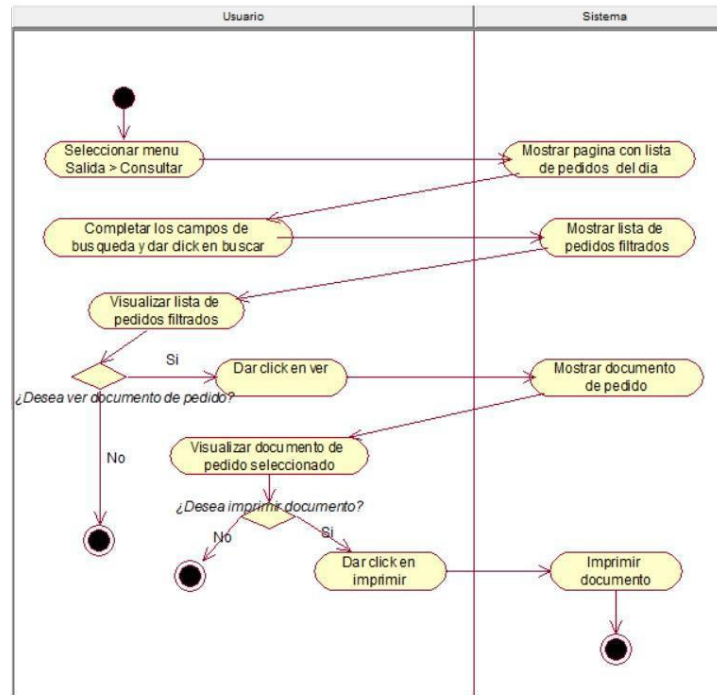 Usuario
Sistema
Seleccionar menu
Salida > Consultar
Mostrar pagina con lista
de pedidos del dia
Completar los campos de
busqueda y dar click en buscar
Mostrar lista de
pedidos filtrados
Visualizar lista de
pedidos filtrados
Si
Dar click en ver
Mostrar documento
de pedido
¿Desea ver documento de pedido?
No
Visualizar documento de
pedido seleccionado
¿Desea imprimir documento?
No
Si
Dar click en
imprimir
Imprimir
documento